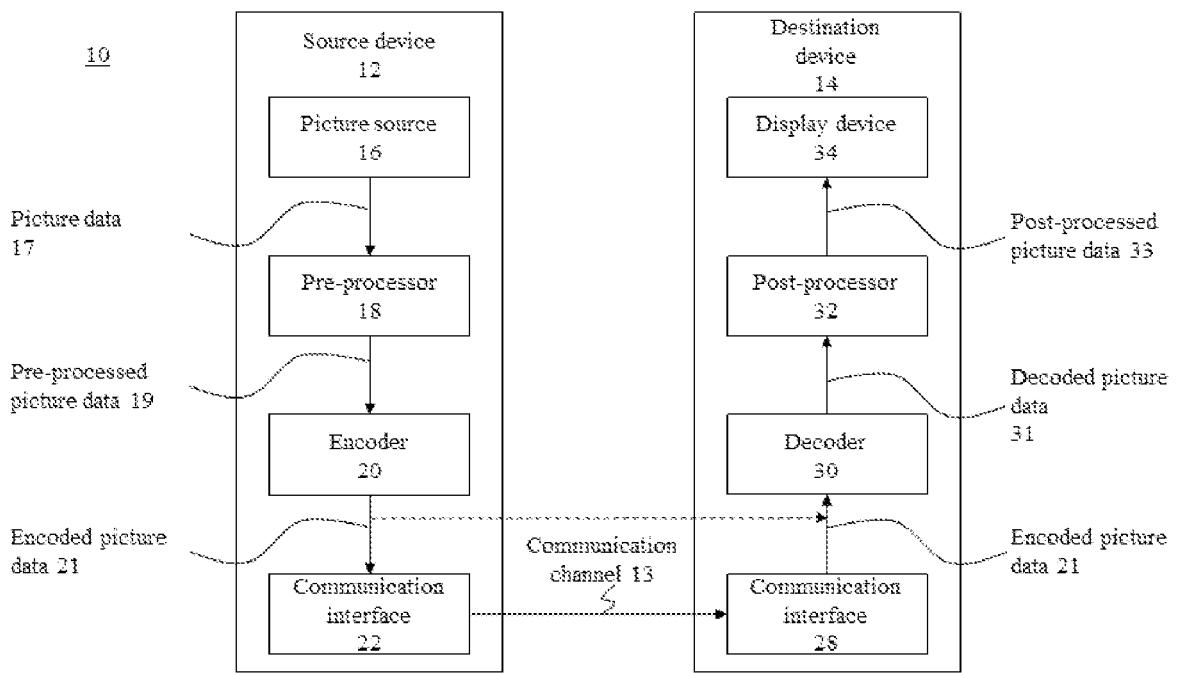 10
Source device
12
Picture source
16
Picture data
17
Pre-processor
18
Pre-processed
picture data 19
Encoder
20
Encoded picture
data 21
Communication
interface
22
Communication
channel 13
Destination
device
14
Display device
34
Post-processed
picture data 33
Post-processor
32
Decoded picture
data
31
Decoder
30
Encoded picture
data 21
Communication
interface
28